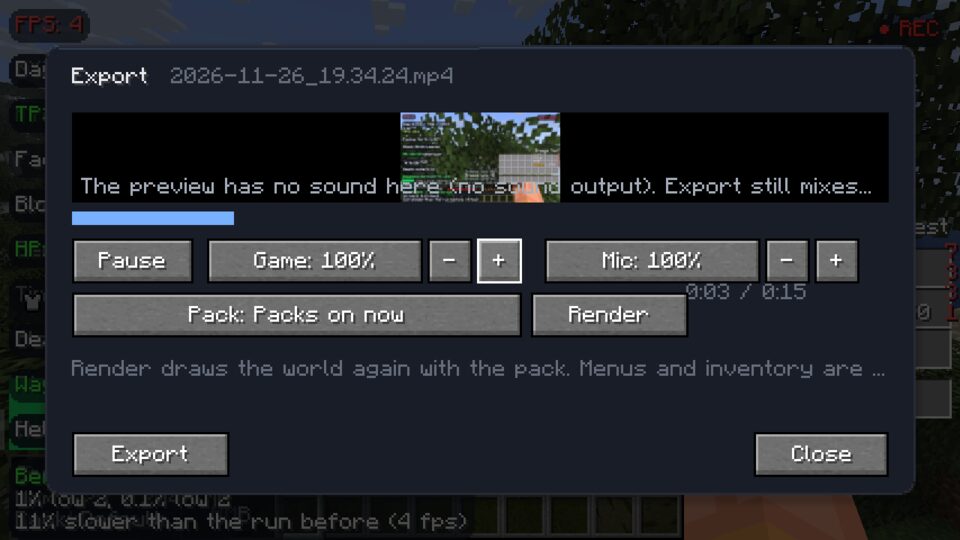 FPS: 4
REC
Export 2026-11-26_19.34.24.mp4
The preview has no sound here (no sound output). Export still mixes...
Pause
Game: 100%
-
+
Mic: 100%
-
+
0:03 / 0:15
Pack: Packs on now
Render
Render draws the world again with the pack. Menus and inventory are ...
Export
Close
1% low 2, 0.1% low 2
11% slower than the run before (4 fps)